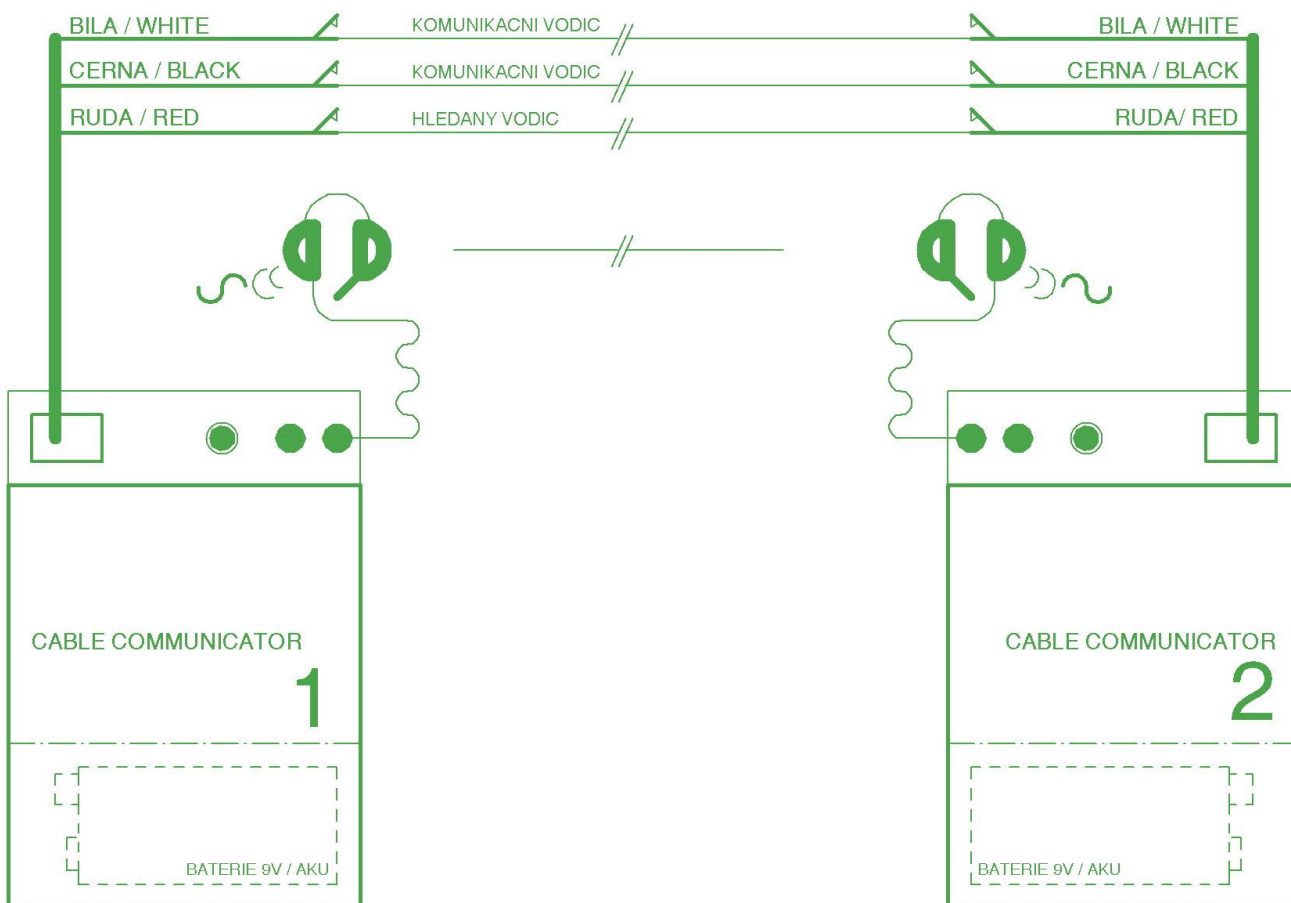 BILA / WHITE
KOMUNIKACNI VODIC
BILA / WHITE
CERNA / BLACK
KOMUNIKACNI VODIC
CERNA / BLACK
RUDA / RED
HLEDANY VODIC
RUDA/ RED
CABLE COMMUNICATOR
1
CABLE COMMUNICATOR
2
BATERIE 9V / AKU
BATERIE 9V / AKU